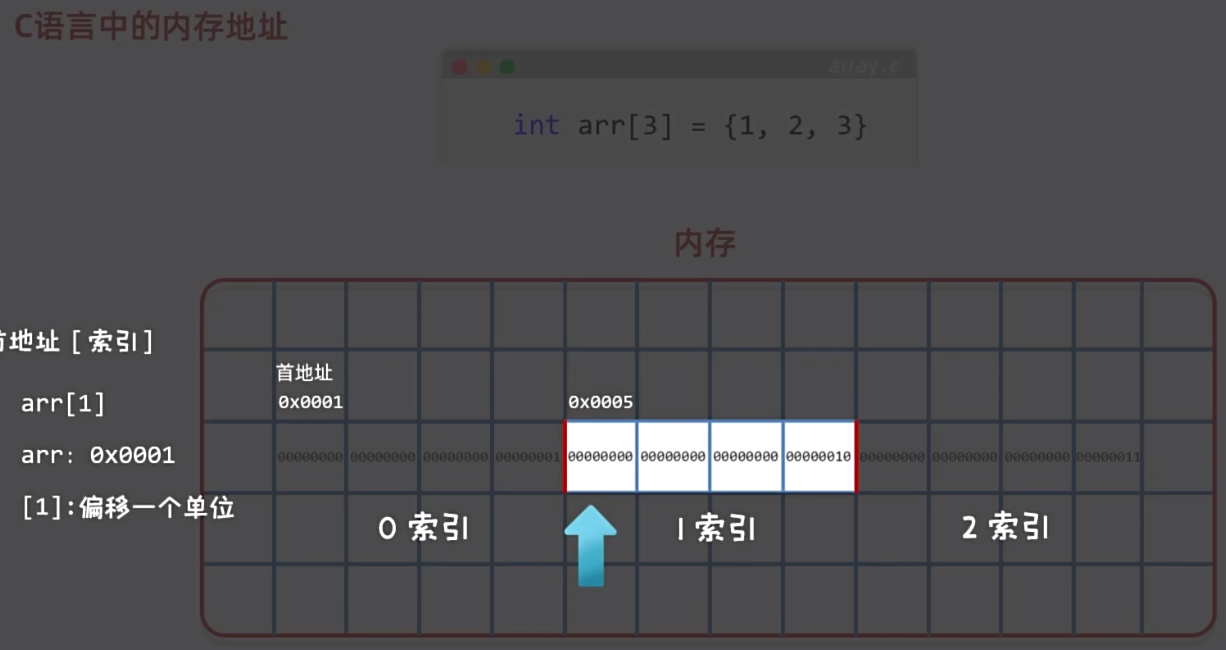 C语言中的内存地址
array.c
int arr[3] = {1, 2, 3}
内存
首地址 [ 索引 ]
首地址
0x0001
0x0005
arr[1]
arr: 0x0001
00000000 00000000 00000000 00000001 00000000 00000000 00000000 00000010 00000000 00000000 00000000 00000011
[1]:偏移一个单位
0 索引
1 索引
2 索引